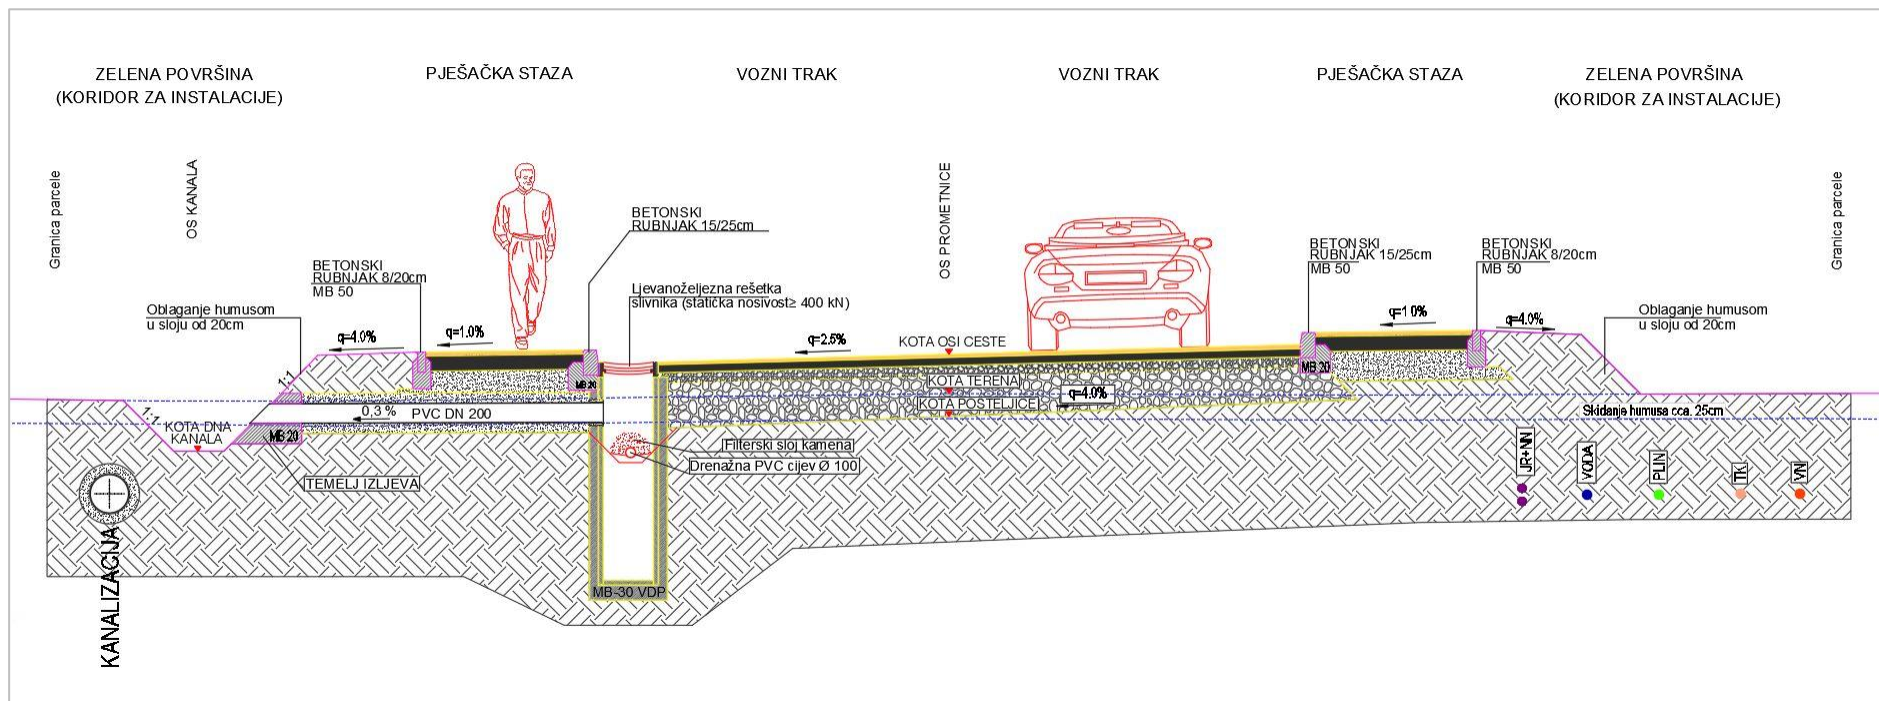 ZELENA POVRŠINA
(KORIDOR ZA INSTALACIJE)
PJEŠAČKA STAZA
VOZNI TRAK
VOZNI TRAK
PJEŠAČKA STAZA
ZELENA POVRŠINA
(KORIDOR ZA INSTALACIJE)
Granica parcele
OS KANALA
OS PROMETNICE
Granica parcele
BETONSKI
RUBNJAK 15/25cm
BETONSKI
RUBNJAK 8/20cm
MB 50
Ljevanoželjezna rešetka
slivnika (statička nosivost≥ 400 kN)
BETONSKI
RUBNJAK 15/25cm
MB 50
BETONSKI
RUBNJAK 8/20cm
MB 50
Oblaganje humusom
u sloju od 20cm
Oblaganje humusom
u sloju od 20cm
q=4.0%
q=1.0%
q=2.5%
KOTA OSI CESTE
q=1.0%
q=4.0%
1:1
MB 20
KOTA TERENA
MB 20
q=4.0%
KOTA POSTELJICE
1:1
0,3 %
PVC DN 200
Skidanje humusa cca. 25cm
KOTA DNA
KANALA
MB 20
Filterski sloj kamena
Drenažna PVC cijev Ø 100
TEMELJ IZLJEVA
JR+NN
VODA
PLIN
TK
VN
KANALIZACIJA
MB-30 VDP